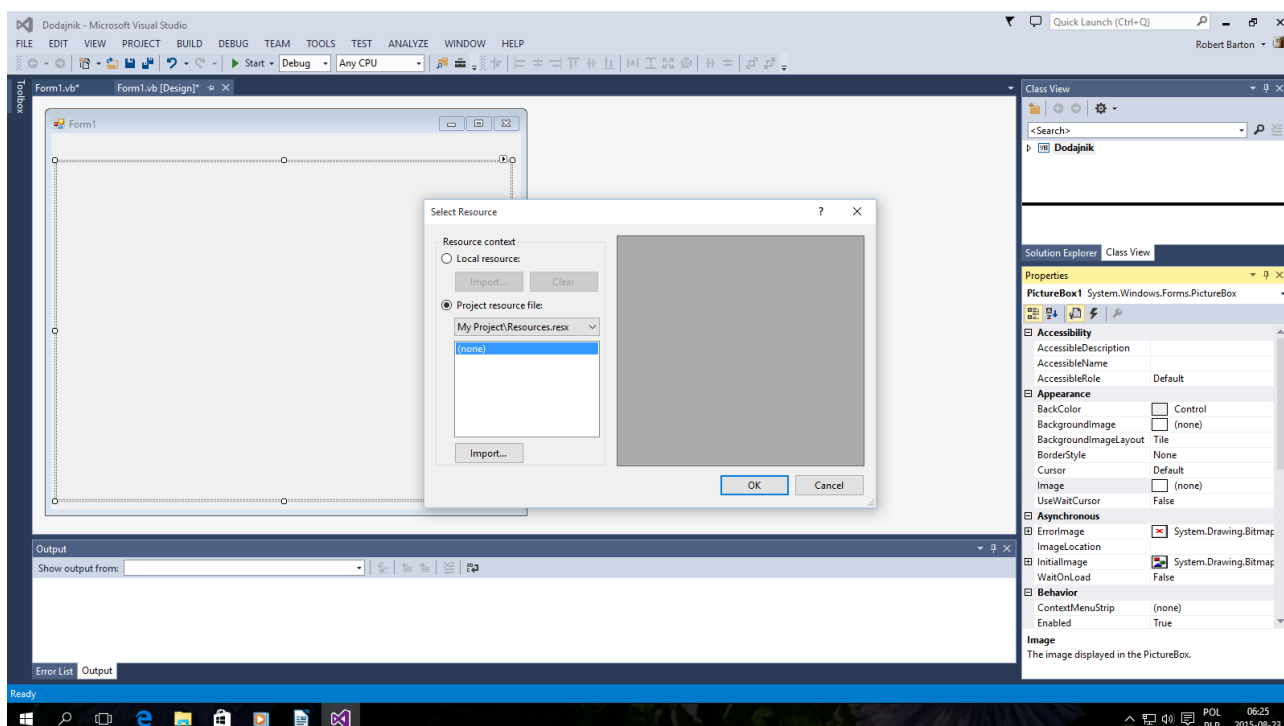 Dodajnik - Microsoft Visual Studio
Quick Launch (Ctrl+Q)
FILE EDIT VIEW PROJECT BUILD DEBUG TEAM TOOLS TEST ANALYZE WINDOW HELP
Robert Barton
Start Debug Any CPU
Toolbox
Form1.vb* Form1.vb [Design]*
Form1
Select Resource ?
Resource context
Local resource:
Import... Clear
Project resource file:
My Project\Resources.resx
(none)
Import...
OK Cancel
Class View
<Search>
VB Dodajnik
Solution Explorer Class View
Properties
PictureBox1 System.Windows.Forms.PictureBox
Accessibility
AccessibleDescription
AccessibleName
AccessibleRole Default
Appearance
BackColor Control
BackgroundImage (none)
BackgroundImageLayout Tile
BorderStyle None
Cursor Default
Image (none)
UseWaitCursor False
Asynchronous
ErrorImage System.Drawing.Bitmap
ImageLocation
InitialImage System.Drawing.Bitmap
WaitOnLoad False
Behavior
ContextMenuStrip (none)
Enabled True
Image
The image displayed in the PictureBox.
Output
Show output from:
Error List Output
Ready
POL 06:25
2015-08-23